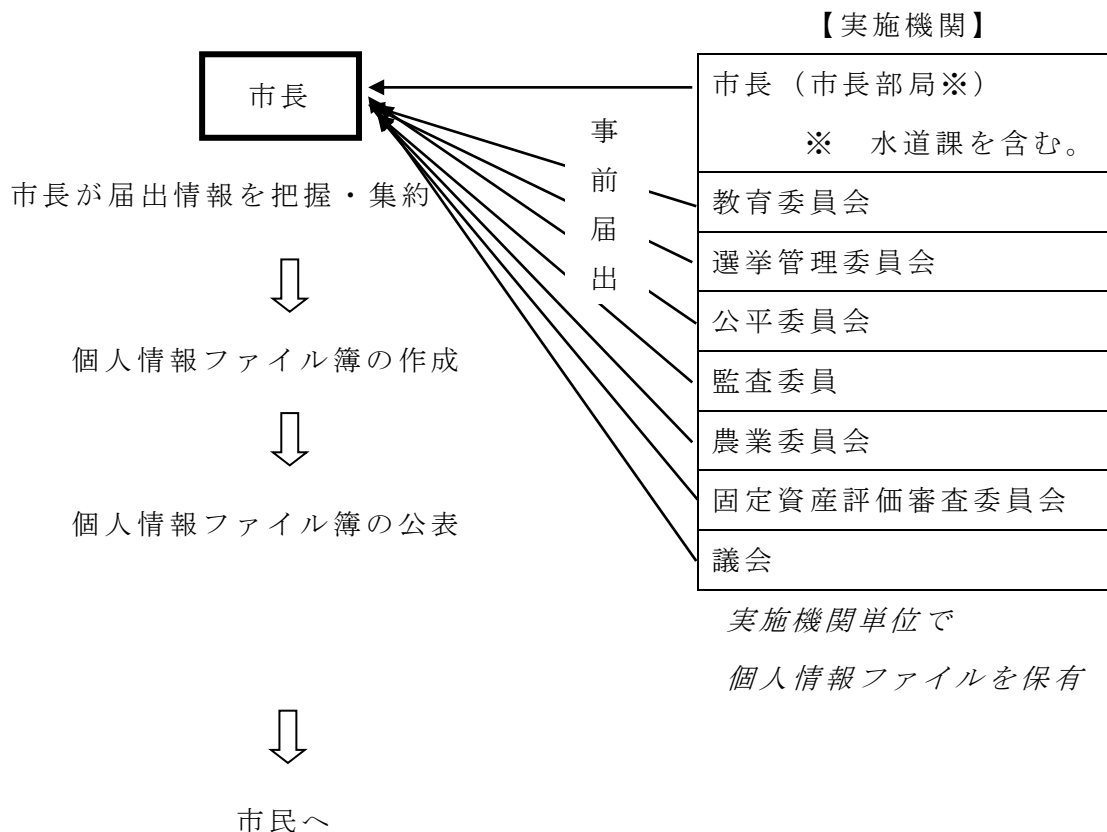 【実施機関】
市長
市長（市長部局※）
※　水道課を含む。
事前届出
市長が届出情報を把握・集約
教育委員会
選挙管理委員会
公平委員会
個人情報ファイル簿の作成
監査委員
農業委員会
固定資産評価審査委員会
個人情報ファイル簿の公表
議会
実施機関単位で
個人情報ファイルを保有
市民へ